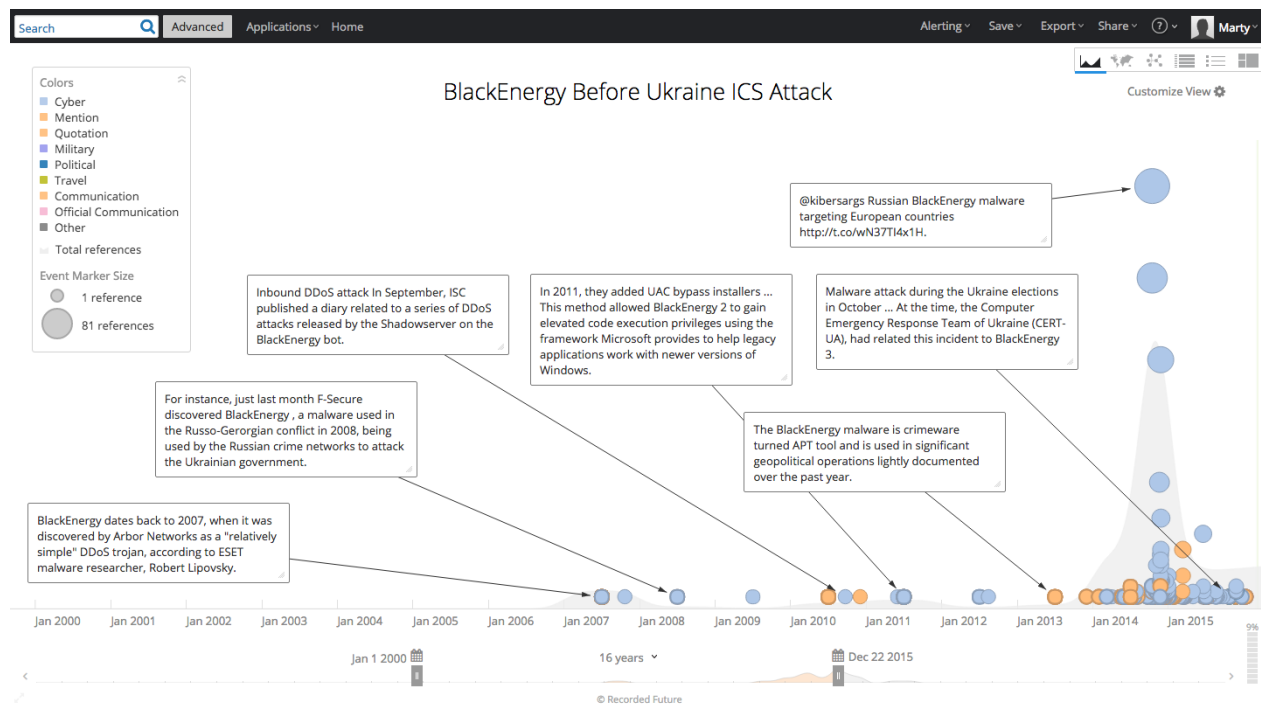 Search
Advanced
Applications
Home
Alerting
Save
Export
Share
?
Marty
Colors
Cyber
Mention
Quotation
Military
Political
Travel
Communication
Official Communication
Other
Total references
Event Marker Size
1 reference
81 references
BlackEnergy Before Ukraine ICS Attack
Customize View
@kibersargs Russian BlackEnergy malware
targeting European countries
http://t.co/wN37TI4x1H.
Inbound DDoS attack In September, ISC
published a diary related to a series of DDoS
attacks released by the Shadowserver on the
BlackEnergy bot.
In 2011, they added UAC bypass installers ...
This method allowed BlackEnergy 2 to gain
elevated code execution privileges using the
framework Microsoft provides to help legacy
applications work with newer versions of
Windows.
Malware attack during the Ukraine elections
in October ... At the time, the Computer
Emergency Response Team of Ukraine (CERT-
UA), had related this incident to BlackEnergy
3.
For instance, just last month F-Secure
discovered BlackEnergy , a malware used in
the Russo-Gerorgian conflict in 2008, being
used by the Russian crime networks to attack
the Ukrainian government.
The BlackEnergy malware is crimeware
turned APT tool and is used in significant
geopolitical operations lightly documented
over the past year.
BlackEnergy dates back to 2007, when it was
discovered by Arbor Networks as a "relatively
simple" DDoS trojan, according to ESET
malware researcher, Robert Lipovsky.
Jan 2000
Jan 2001
Jan 2002
Jan 2003
Jan 2004
Jan 2005
Jan 2006
Jan 2007
Jan 2008
Jan 2009
Jan 2010
Jan 2011
Jan 2012
Jan 2013
Jan 2014
Jan 2015
9%
Jan 1 2000
16 years
Dec 22 2015
© Recorded Future